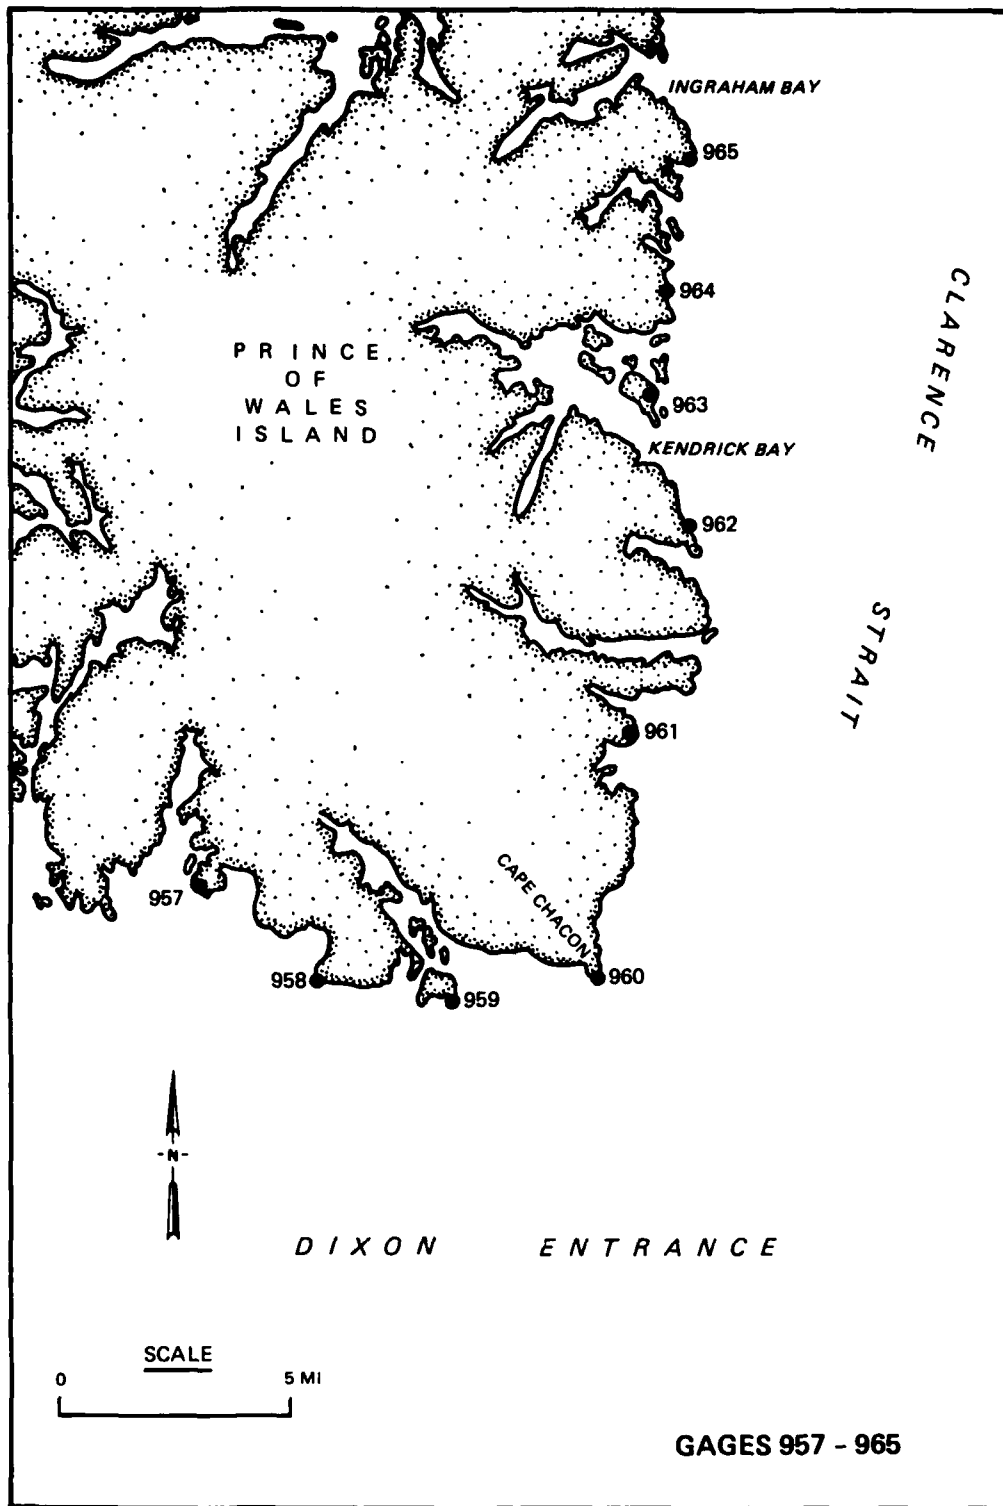 INGRAHAM BAY
965
CLARENCE
964
PRINCE
OF
WALES
ISLAND
963
KENDRICK BAY
962
STRAIT
961
CAPE CHACON
957
958
960
959
-N-
DIXON ENTRANCE
SCALE
0 5 MI
GAGES 957 - 965